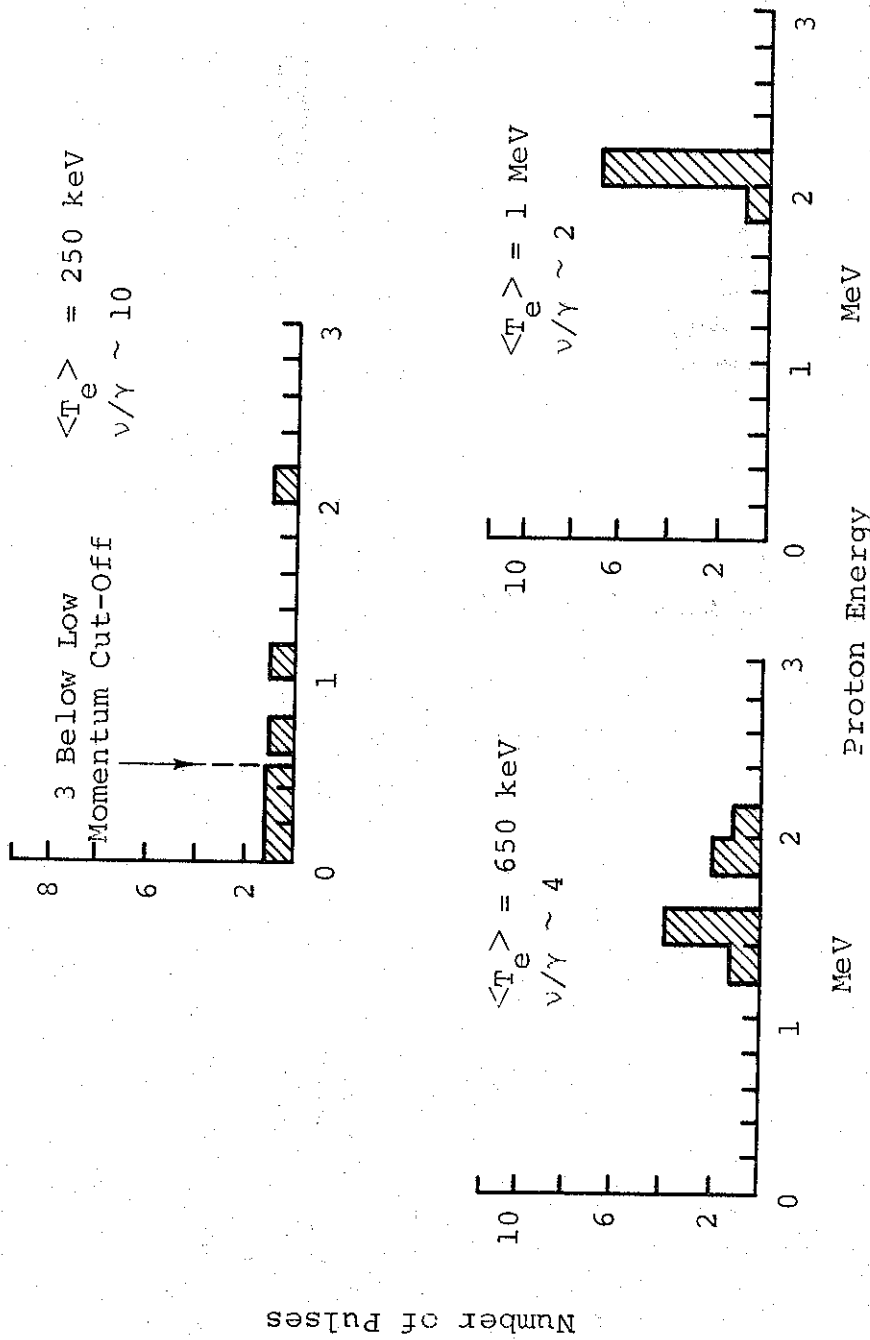 3 Below Low
Momentum Cut-Off
<T_e> = 250 keV
ν/γ ~ 10
8
6
2
0
1
2
3
Number of Pulses
<T_e> = 650 keV
ν/γ ~ 4
10
6
2
0
1
2
3
MeV
<T_e> = 1 MeV
ν/γ ~ 2
10
6
2
0
1
2
3
MeV
Proton Energy